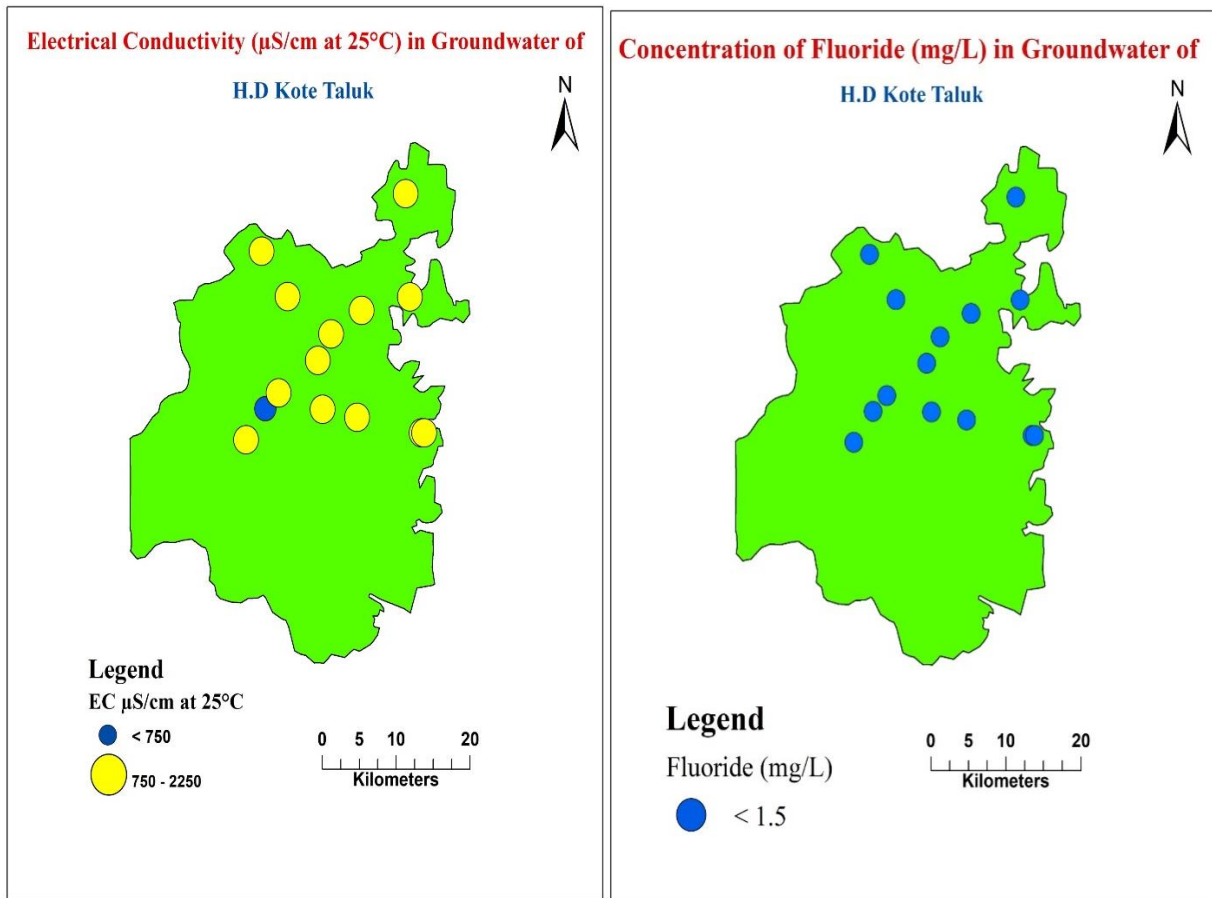 Electrical Conductivity (µS/cm at 25°C) in Groundwater of
H.D Kote Taluk
N
Legend
EC µS/cm at 25°C
< 750
750 - 2250
0 5 10 20
Kilometers
Concentration of Fluoride (mg/L) in Groundwater of
H.D Kote Taluk
N
Legend
Fluoride (mg/L)
< 1.5
0 5 10 20
Kilometers